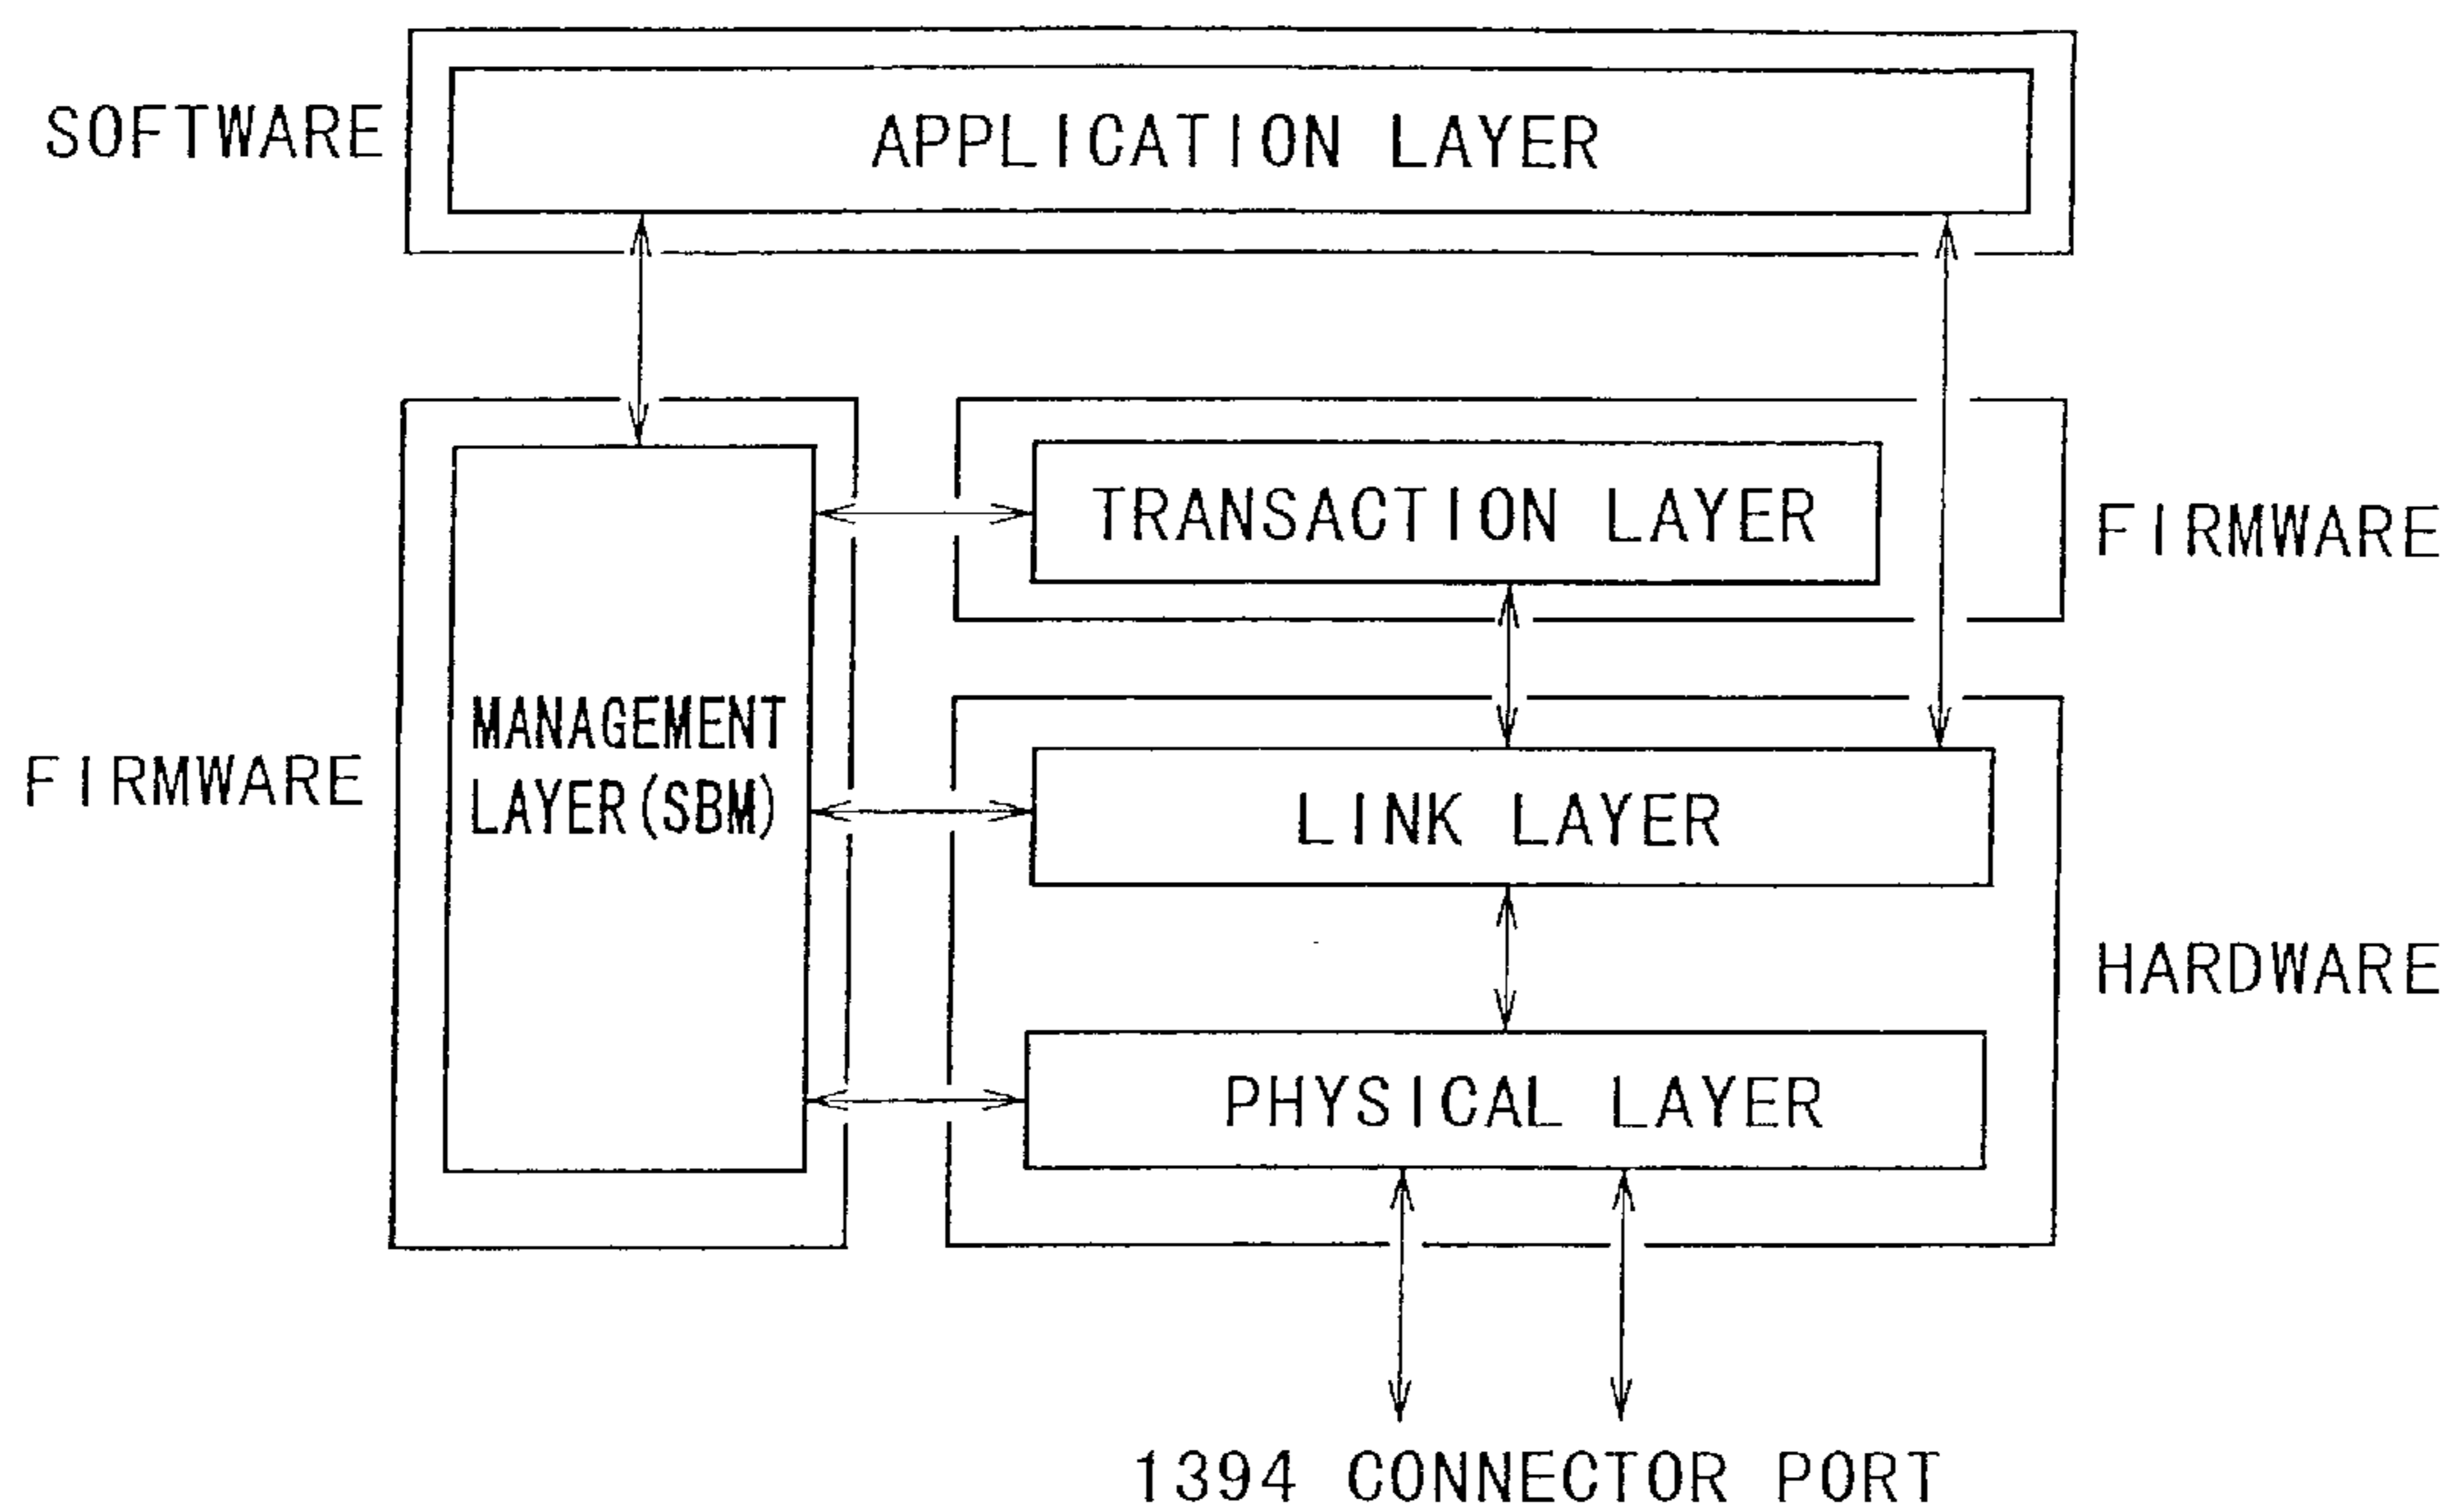 SOFTWARE
APPLICATION LAYER
TRANSACTION LAYER
FIRMWARE
MANAGEMENT
LAYER(SBM)
FIRMWARE
LINK LAYER
HARDWARE
PHYSICAL LAYER
1394 CONNECTOR PORT